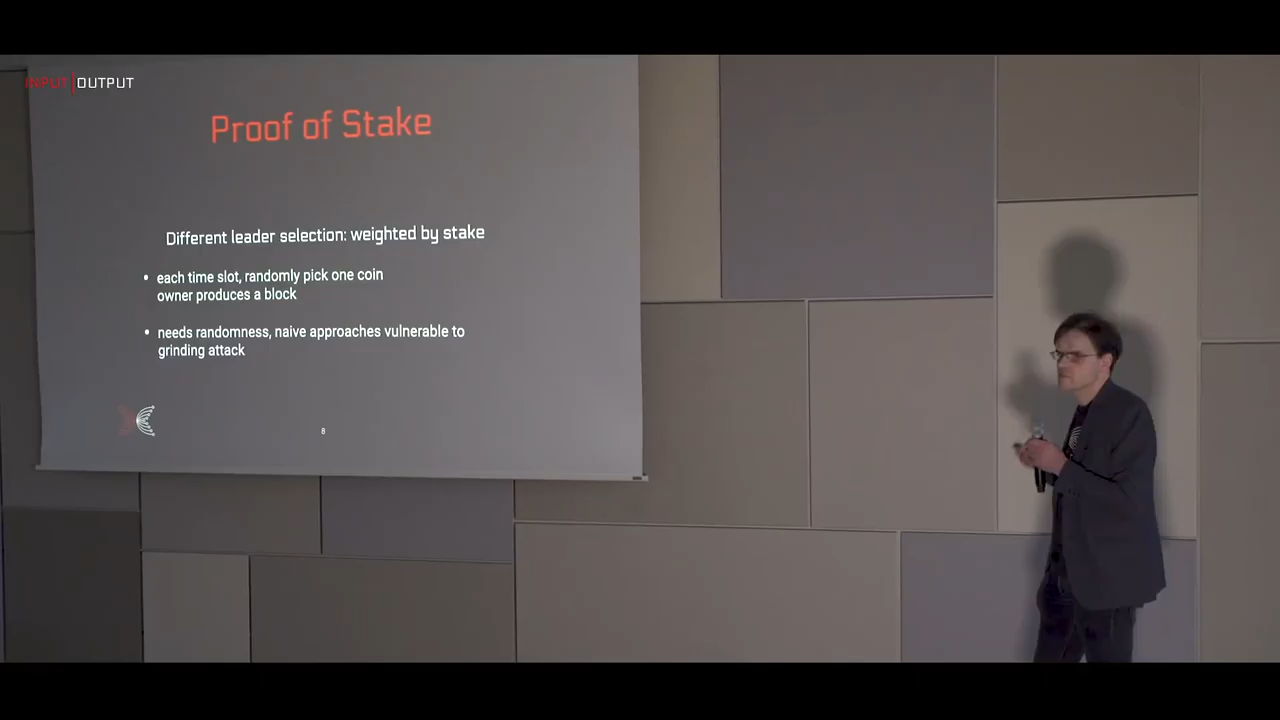 INPUT|OUTPUT
Proof of Stake
Different leader selection: weighted by stake
• each time slot, randomly pick one coin
owner produces a block
• needs randomness, naive approaches vulnerable to
grinding attack
8